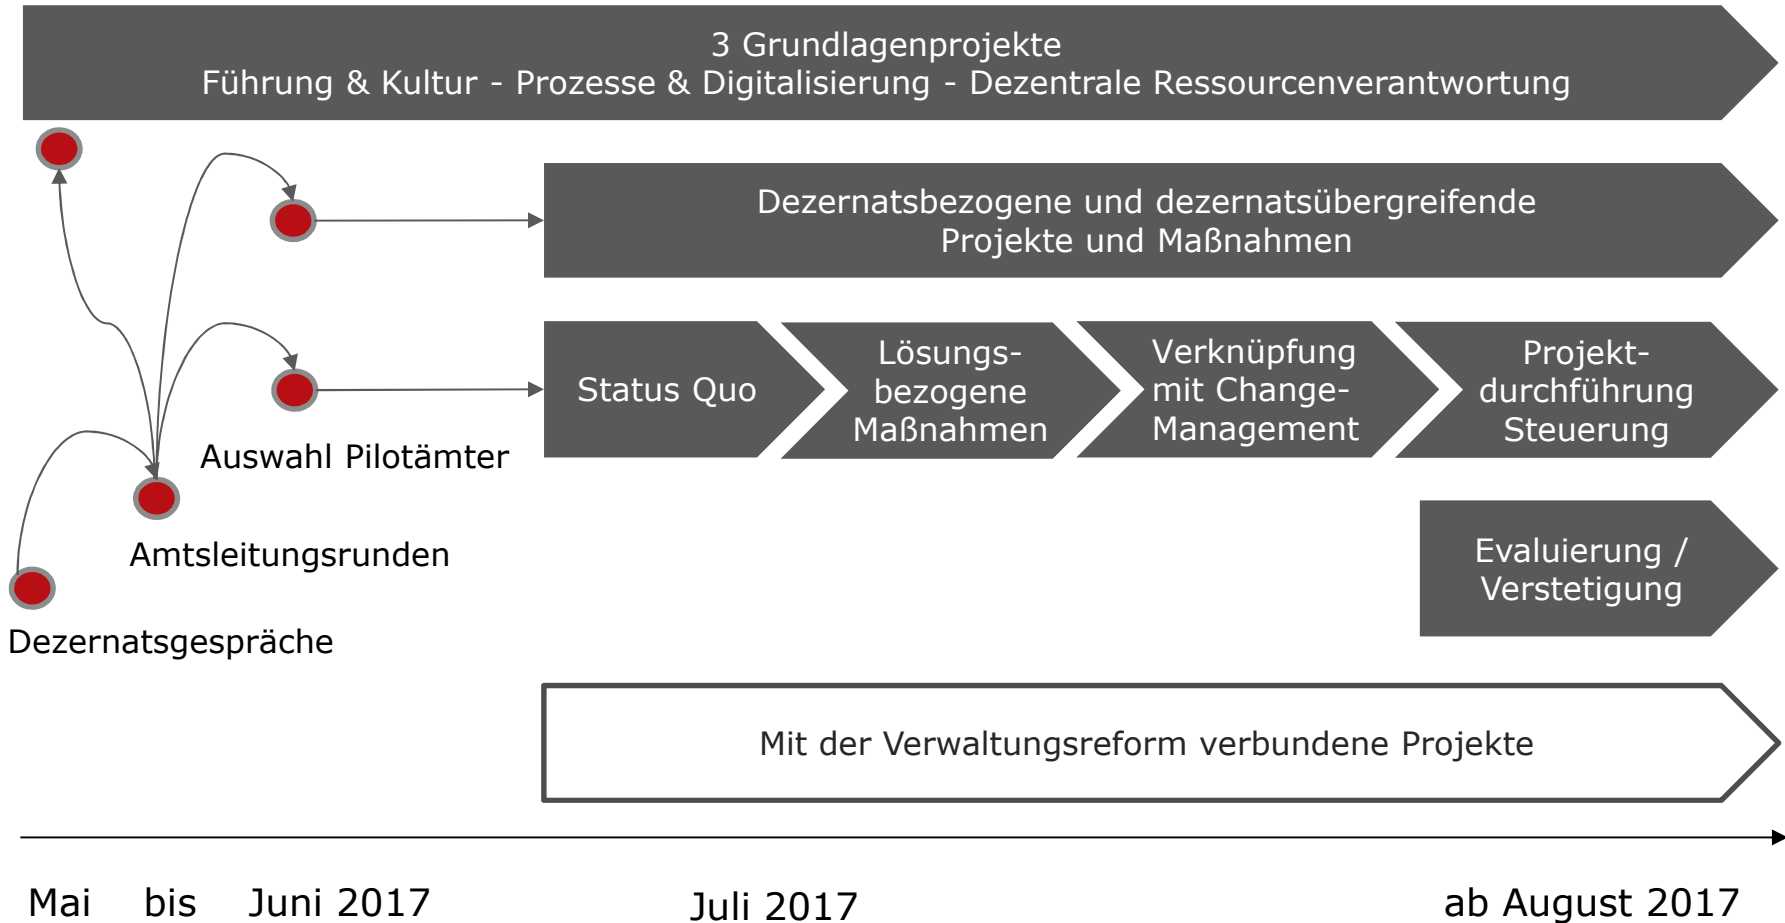 3 Grundlagenprojekte
Führung & Kultur - Prozesse & Digitalisierung - Dezentrale Ressourcenverantwortung
Dezernatsbezogene und dezernatsübergreifende
Projekte und Maßnahmen
Status Quo
Lösungs-
bezogene
Maßnahmen
Verknüpfung
mit Change-
Management
Projekt-
durchführung
Steuerung
Auswahl Pilotämter
Amtsleitungsrunden
Dezernatsgespräche
Evaluierung /
Verstetigung
Mit der Verwaltungsreform verbundene Projekte
Mai bis Juni 2017
Juli 2017
ab August 2017